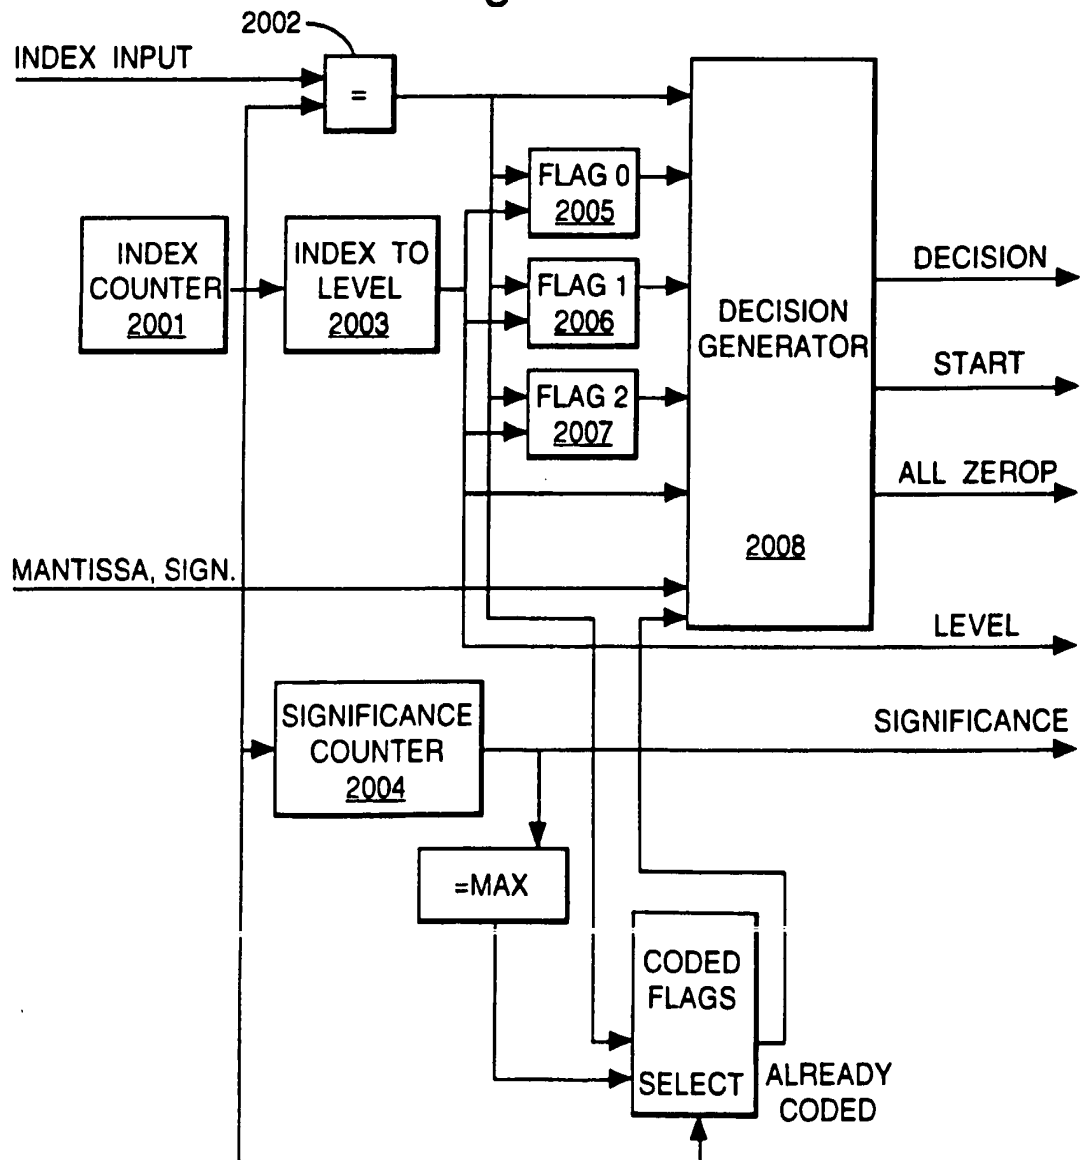 2002
INDEX INPUT
=
FLAG 0
2005
INDEX
COUNTER
2001
INDEX TO
LEVEL
2003
FLAG 1
2006
FLAG 2
2007
DECISION
GENERATOR
2008
DECISION
START
ALL ZEROP
MANTISSA, SIGN.
LEVEL
SIGNIFICANCE
SIGNIFICANCE
COUNTER
2004
=MAX
CODED
FLAGS
SELECT
ALREADY
CODED